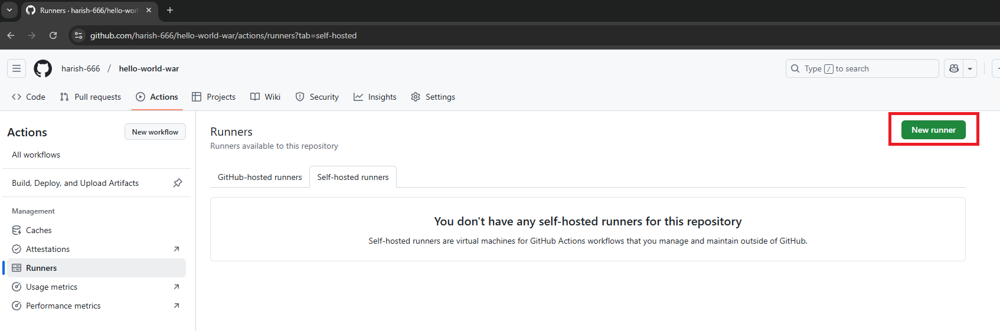 Runners · harish-666/hello-worl
github.com/harish-666/hello-world-war/actions/runners?tab=self-hosted
harish-666 / hello-world-war
Type / to search
Code
Pull requests
Actions
Projects
Wiki
Security
Insights
Settings
Actions
New workflow
All workflows
Build, Deploy, and Upload Artifacts
Management
Caches
Attestations
Runners
Usage metrics
Performance metrics
Runners
Runners available to this repository
New runner
GitHub-hosted runners
Self-hosted runners
You don't have any self-hosted runners for this repository
Self-hosted runners are virtual machines for GitHub Actions workflows that you manage and maintain outside of GitHub.